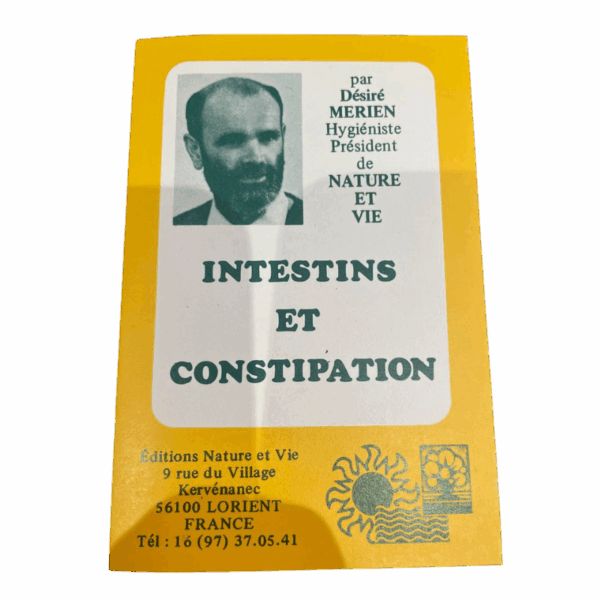 par
Désiré
MERIEN
Hygiéniste
Président
de
NATURE
ET
VIE
INTESTINS
ET
CONSTIPATION
Éditions Nature et Vie
9 rue du Village
Kervénanec
56100 LORIENT
FRANCE
Tél : 16 (97) 37.05.41